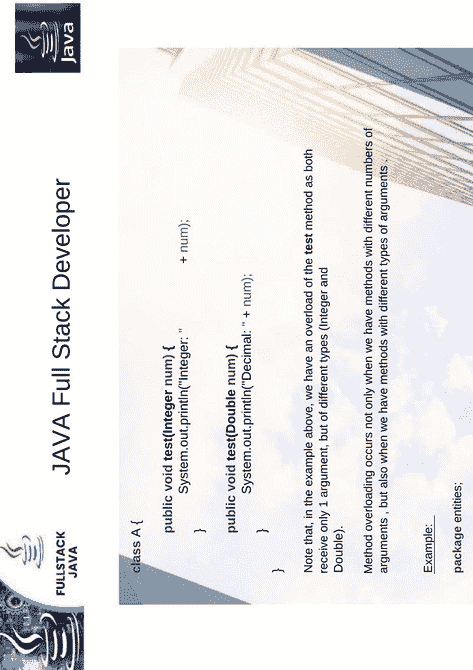 FULLSTACK
JAVA
JAVA Full Stack Developer
Java
class A {
public void test(Integer num) {
System.out.println("Integer: " + num);
}
public void test(Double num) {
System.out.println("Decimal: " + num);
}
}
Note that, in the example above, we have an overload of the test method as both
receive only 1 argument, but of different types (Integer and
Double).
Method overloading occurs not only when we have methods with different numbers of
arguments , but also when we have methods with different types of arguments .
Example:
package entities;